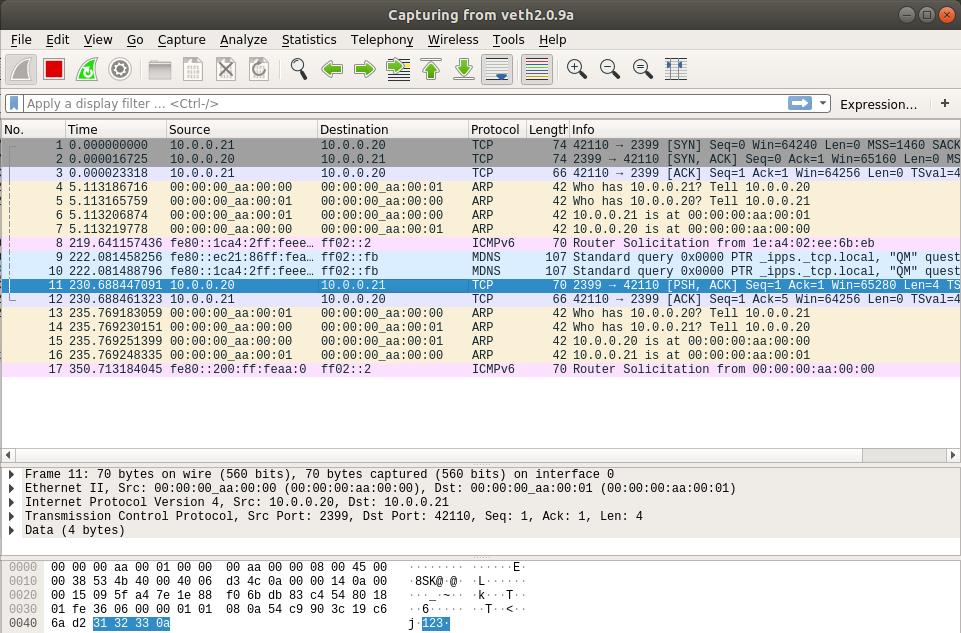 Capturing from veth2.0.9a
File Edit View Go Capture Analyze Statistics Telephony Wireless Tools Help
Apply a display filter … <Ctrl-/> Expression… +
No. Time Source Destination Protocol Length Info
1 0.000000000 10.0.0.21 10.0.0.20 TCP 74 42110 → 2399 [SYN] Seq=0 Win=64240 Len=0 MSS=1460 SACK
2 0.000016725 10.0.0.20 10.0.0.21 TCP 74 2399 → 42110 [SYN, ACK] Seq=0 Ack=1 Win=65160 Len=0 MS
3 0.000023318 10.0.0.21 10.0.0.20 TCP 66 42110 → 2399 [ACK] Seq=1 Ack=1 Win=64256 Len=0 TSval=4
4 5.113186716 00:00:00_aa:00:00 00:00:00_aa:00:01 ARP 42 Who has 10.0.0.21? Tell 10.0.0.20
5 5.113165759 00:00:00_aa:00:01 00:00:00_aa:00:00 ARP 42 Who has 10.0.0.20? Tell 10.0.0.21
6 5.113206874 00:00:00_aa:00:01 00:00:00_aa:00:00 ARP 42 10.0.0.21 is at 00:00:00:aa:00:01
7 5.113219778 00:00:00_aa:00:00 00:00:00_aa:00:01 ARP 42 10.0.0.20 is at 00:00:00:aa:00:00
8 219.641157436 fe80::1ca4:2ff:feee… ff02::2 ICMPv6 70 Router Solicitation from 1e:a4:02:ee:6b:eb
9 222.081458256 fe80::ec21:86ff:fea… ff02::fb MDNS 107 Standard query 0x0000 PTR _ipps._tcp.local, "QM" quest
10 222.081488796 fe80::1ca4:2ff:feee… ff02::fb MDNS 107 Standard query 0x0000 PTR _ipps._tcp.local, "QM" quest
11 230.688447091 10.0.0.20 10.0.0.21 TCP 70 2399 → 42110 [PSH, ACK] Seq=1 Ack=1 Win=65280 Len=4 TS
12 230.688461323 10.0.0.21 10.0.0.20 TCP 66 42110 → 2399 [ACK] Seq=1 Ack=5 Win=64256 Len=0 TSval=4
13 235.769183059 00:00:00_aa:00:01 00:00:00_aa:00:00 ARP 42 Who has 10.0.0.20? Tell 10.0.0.21
14 235.769230151 00:00:00_aa:00:00 00:00:00_aa:00:01 ARP 42 Who has 10.0.0.21? Tell 10.0.0.20
15 235.769251399 00:00:00_aa:00:00 00:00:00_aa:00:01 ARP 42 10.0.0.20 is at 00:00:00:aa:00:00
16 235.769248335 00:00:00_aa:00:01 00:00:00_aa:00:00 ARP 42 10.0.0.21 is at 00:00:00:aa:00:01
17 350.713184045 fe80::200:ff:feaa:0 ff02::2 ICMPv6 70 Router Solicitation from 00:00:00:aa:00:00
Frame 11: 70 bytes on wire (560 bits), 70 bytes captured (560 bits) on interface 0
Ethernet II, Src: 00:00:00_aa:00:00 (00:00:00:aa:00:00), Dst: 00:00:00_aa:00:01 (00:00:00:aa:00:01)
Internet Protocol Version 4, Src: 10.0.0.20, Dst: 10.0.0.21
Transmission Control Protocol, Src Port: 2399, Dst Port: 42110, Seq: 1, Ack: 1, Len: 4
Data (4 bytes)
0000 00 00 00 aa 00 01 00 00 00 aa 00 00 08 00 45 00 ········ ······E·
0010 00 38 53 4b 40 00 40 06 d3 4c 0a 00 00 14 0a 00 ·8SK@·@· ·L······
0020 00 15 09 5f a4 7e 1e 88 f0 6b db 83 c4 54 80 18 ···_·~·· ·k···T··
0030 01 fe 36 06 00 00 01 01 08 0a 54 c9 90 3c 19 c6 ··6····· ··T··<··
0040 6a d2 31 32 33 0a j·123·